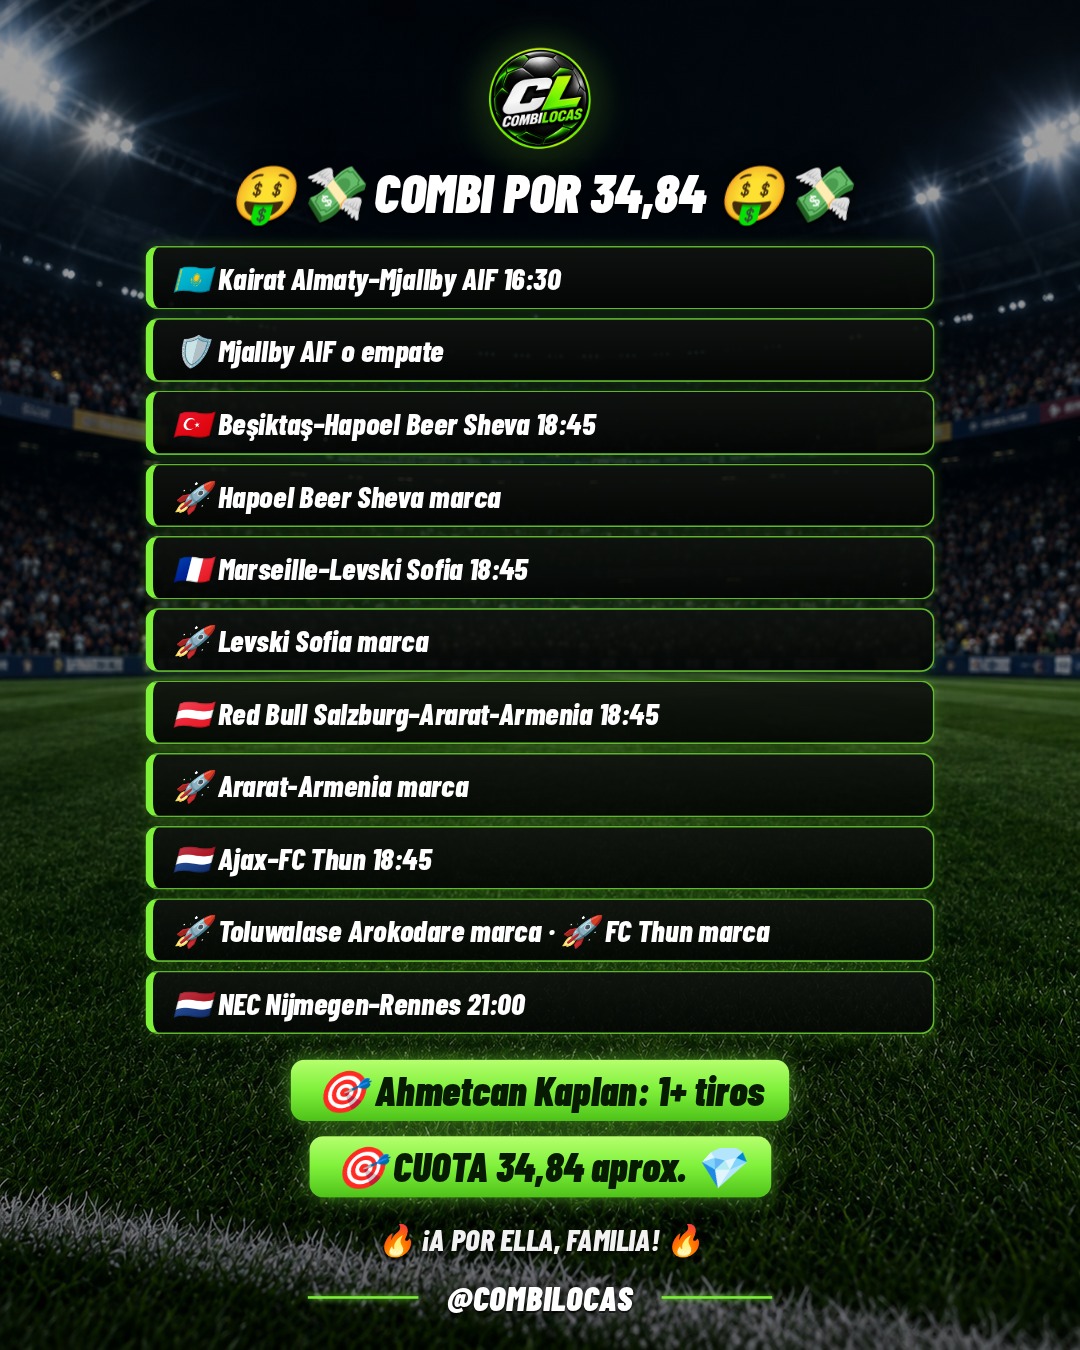 CL
COMBILOCAS
🤑💸 COMBI POR 34,84 🤑💸
🇰🇿 Kairat Almaty-Mjallby AIF 16:30
🛡️ Mjallby AIF o empate
🇹🇷 Beşiktaş-Hapoel Beer Sheva 18:45
🚀 Hapoel Beer Sheva marca
🇫🇷 Marseille-Levski Sofia 18:45
🚀 Levski Sofia marca
🇦🇹 Red Bull Salzburg-Ararat-Armenia 18:45
🚀 Ararat-Armenia marca
🇳🇱 Ajax-FC Thun 18:45
🚀 Toluwalase Arokodare marca · 🚀 FC Thun marca
🇳🇱 NEC Nijmegen-Rennes 21:00
🎯 Ahmetcan Kaplan: 1+ tiros
🎯 CUOTA 34,84 aprox. 💎
🔥 ¡A POR ELLA, FAMILIA! 🔥
@COMBILOCAS